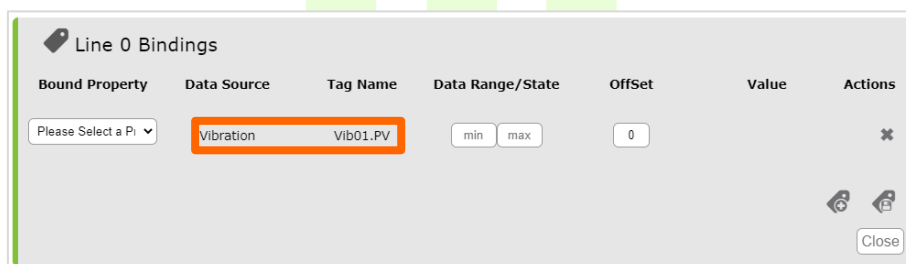 Line 0 Bindings
Bound Property Data Source Tag Name Data Range/State OffSet Value Actions
Please Select a Pr Vibration Vib01.PV min max 0
Close